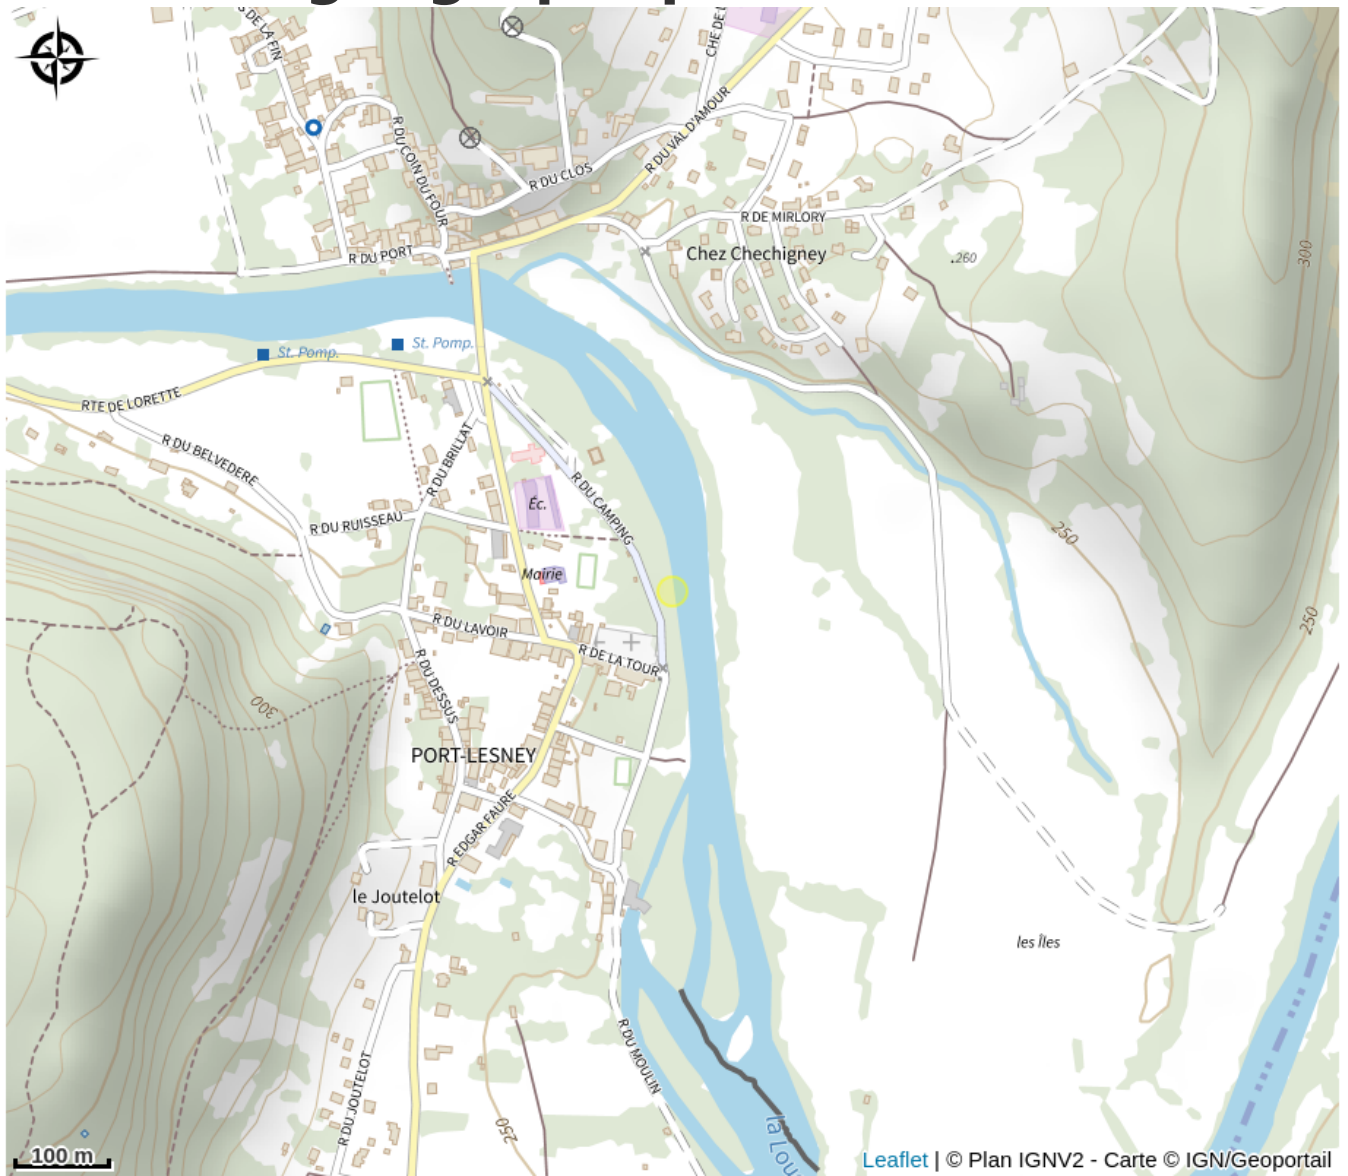 S DE LA FIN
CHE DE L
R DU COIN DU FOUR
R DU VAL D'AMOUR
R DU CLOS
R DE MIRLORY
R DU PORT
Chez Chechigney
.260
300
St. Pomp.
St. Pomp.
RTE DE LORETTE
R DU BELVEDERE
R DU BRILLAT
R DU CAMPING
Éc.
R DU RUISSEAU
250
Mairie
R DU LAVOIR
R DE LA TOUR
250
R DU DESSUS
300
PORT-LESNEY
R EDGAR FAURE
le Joutelot
les Îles
R DU MOULIN
R DU JOUTELOT
250
la Lou
100 m
Leaflet | © Plan IGNV2 - Carte © IGN/Geoportail